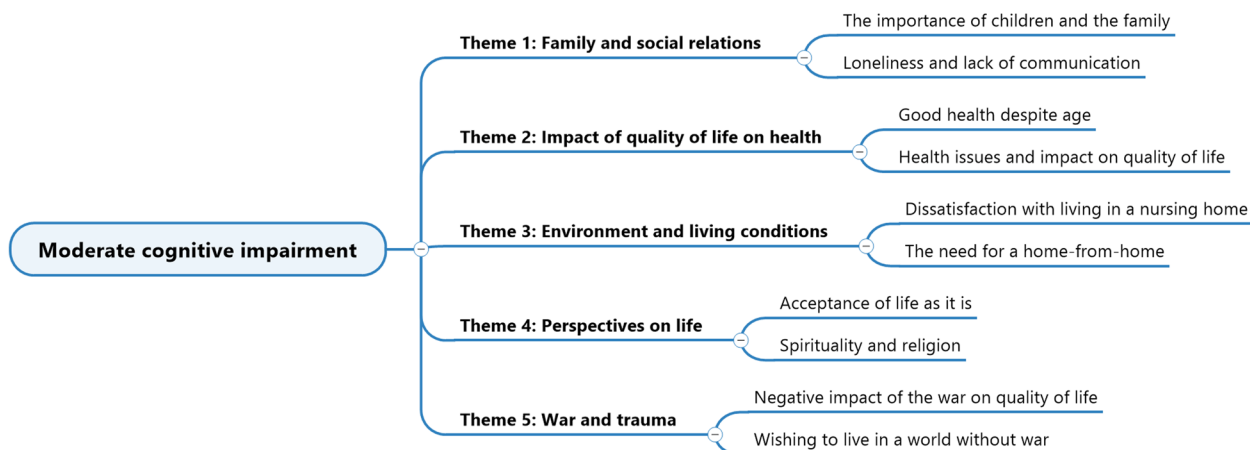 Moderate cognitive impairment
Theme 1: Family and social relations
The importance of children and the family
Loneliness and lack of communication
Theme 2: Impact of quality of life on health
Good health despite age
Health issues and impact on quality of life
Theme 3: Environment and living conditions
Dissatisfaction with living in a nursing home
The need for a home-from-home
Theme 4: Perspectives on life
Acceptance of life as it is
Spirituality and religion
Theme 5: War and trauma
Negative impact of the war on quality of life
Wishing to live in a world without war